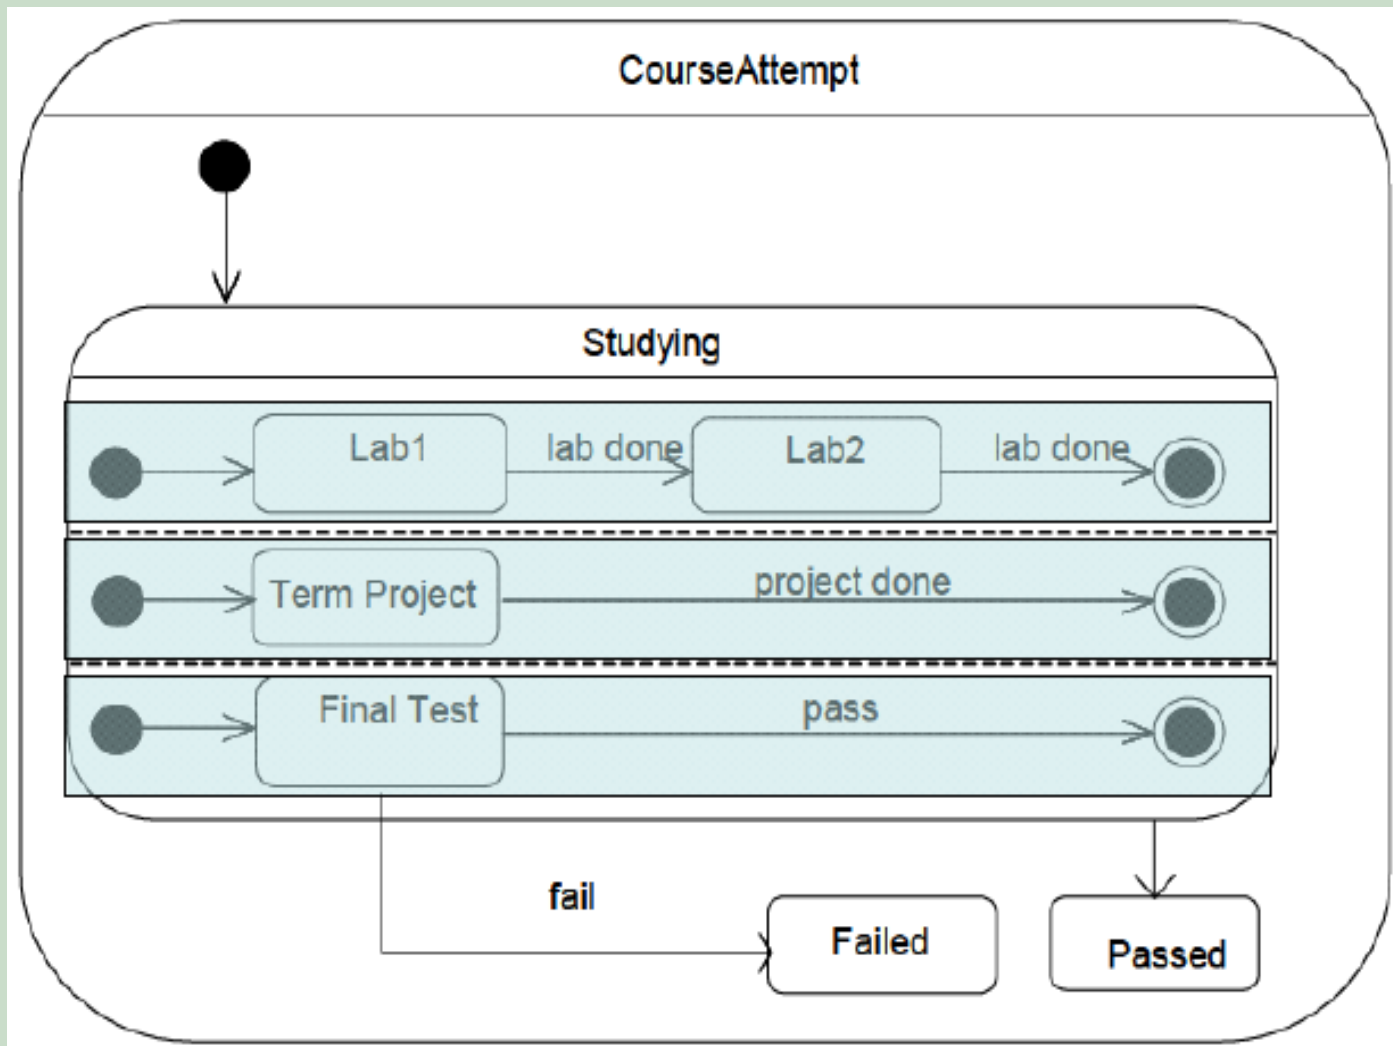 CourseAttempt
Studying
Lab1
lab done
Lab2
lab done
Term Project
project done
Final Test
pass
fail
Failed
Passed